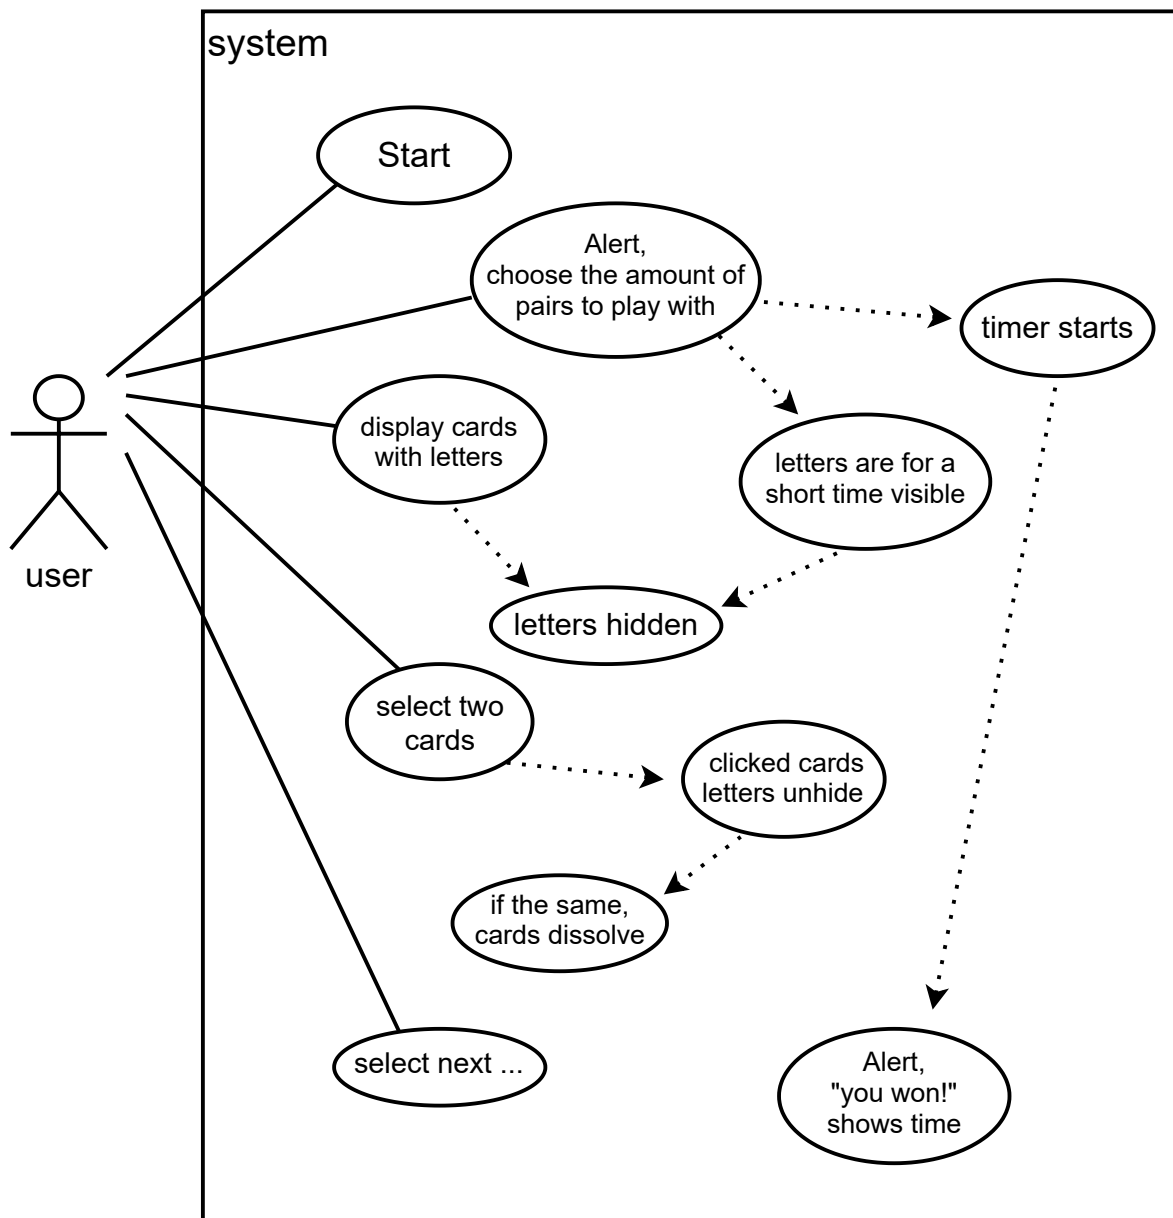 system
Start
Alert,
choose the amount of
pairs to play with
timer starts
display cards
with letters
letters are for a
short time visible
user
letters hidden
select two
cards
clicked cards
letters unhide
if the same,
cards dissolve
select next ...
Alert,
"you won!"
shows time